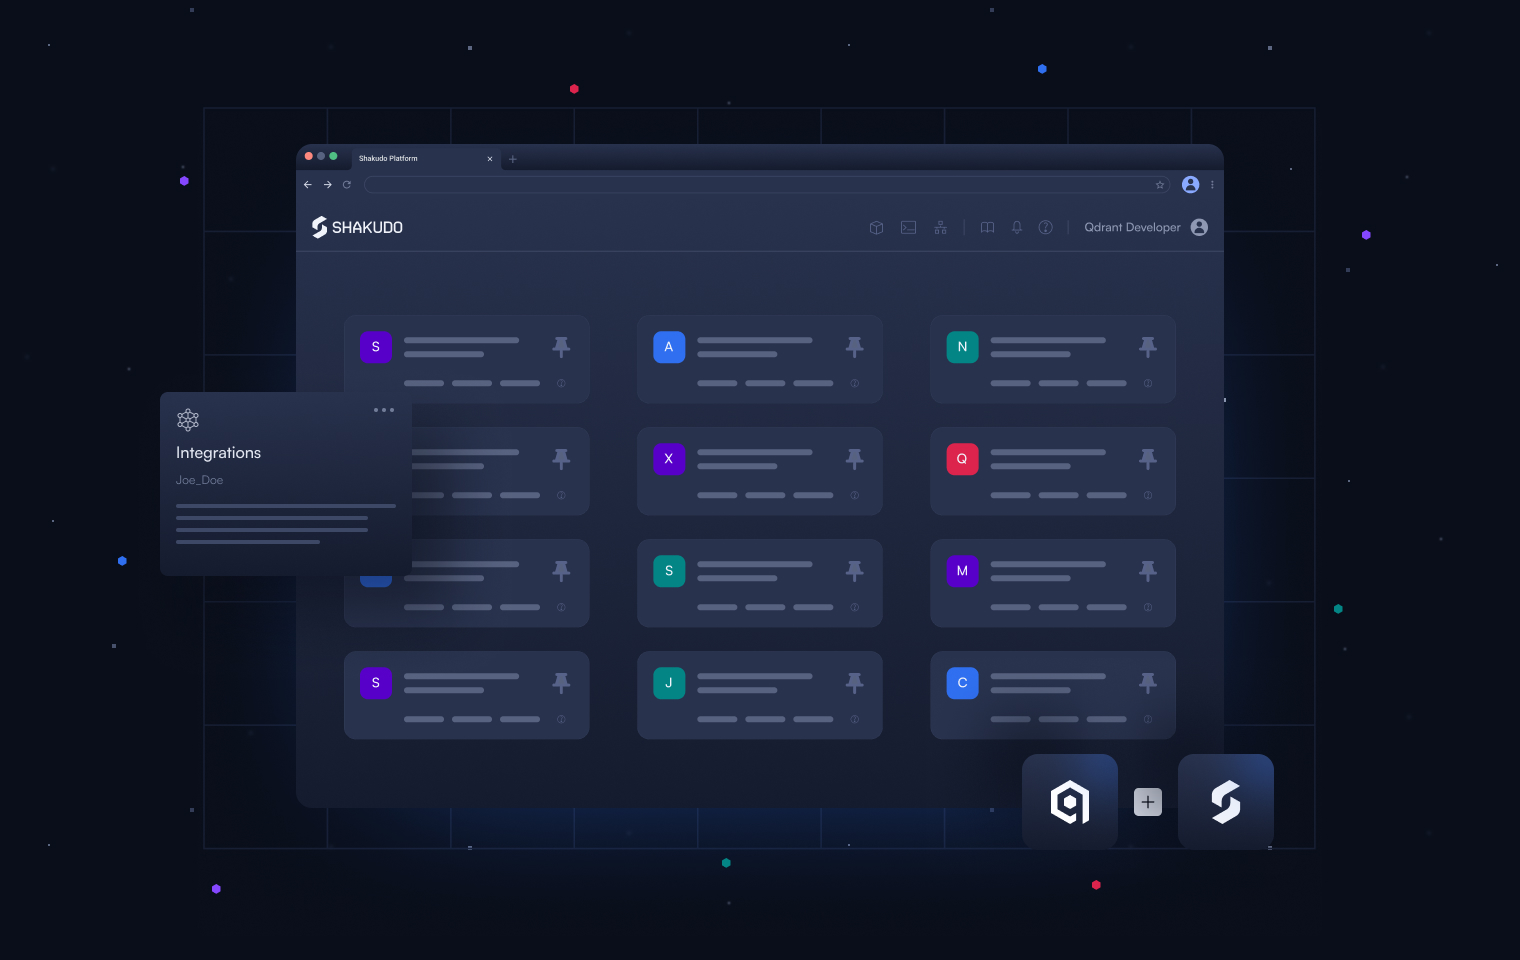 Shakudo Platform
SHAKUDO
Qdrant Developer
S
A
N
Integrations
Joe_Doe
X
Q
S
M
S
J
C